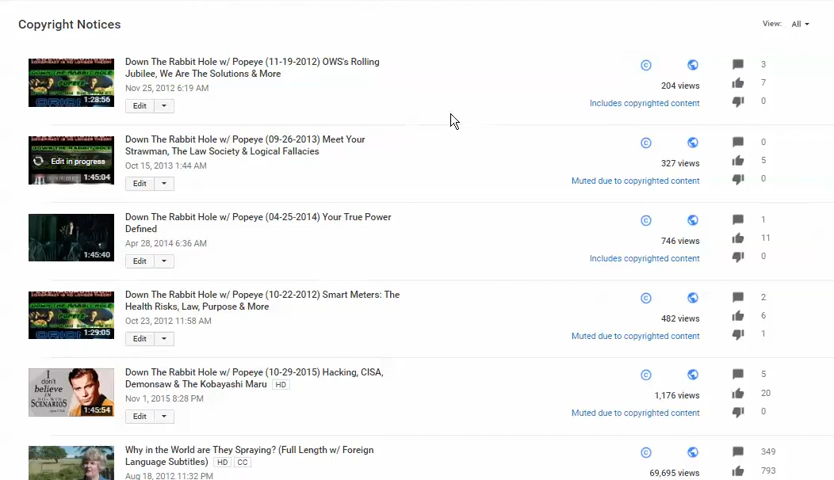 Copyright Notices
View: All
Down The Rabbit Hole w/ Popeye (11-19-2012) OWS's Rolling
Jubilee, We Are The Solutions & More
Nov 25, 2012 6:19 AM
Edit
1:28:56
204 views
Includes copyrighted content
3
7
0
Down The Rabbit Hole w/ Popeye (09-26-2013) Meet Your
Strawman, The Law Society & Logical Fallacies
Oct 15, 2013 1:44 AM
Edit
Edit in progress
1:45:04
327 views
Muted due to copyrighted content
0
5
0
Down The Rabbit Hole w/ Popeye (04-25-2014) Your True Power
Defined
Apr 28, 2014 6:36 AM
Edit
1:45:40
746 views
Includes copyrighted content
1
11
0
Down The Rabbit Hole w/ Popeye (10-22-2012) Smart Meters: The
Health Risks, Law, Purpose & More
Oct 23, 2012 11:58 AM
Edit
1:29:05
482 views
Muted due to copyrighted content
2
6
1
Down The Rabbit Hole w/ Popeye (10-29-2015) Hacking, CISA,
Demonsaw & The Kobayashi Maru HD
Nov 1, 2015 8:28 PM
Edit
I
don't
believe
IN
SCENARIOS
1:45:54
1,176 views
Muted due to copyrighted content
5
20
0
Why in the World are They Spraying? (Full Length w/ Foreign
Language Subtitles) HD CC
Aug 18, 2012 11:32 PM
69,695 views
349
793